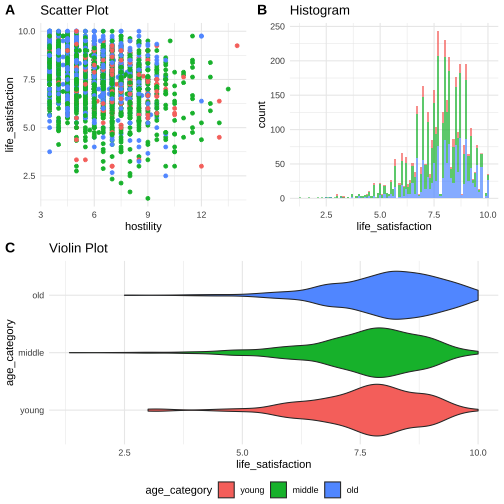 A Scatter Plot
10.0
7.5
5.0
2.5
life_satisfaction
3 6 9 12
hostility
B Histogram
250
200
150
100
50
0
count
2.5 5.0 7.5 10.0
life_satisfaction
C Violin Plot
old
middle
young
age_category
2.5 5.0 7.5 10.0
life_satisfaction
age_category young middle old